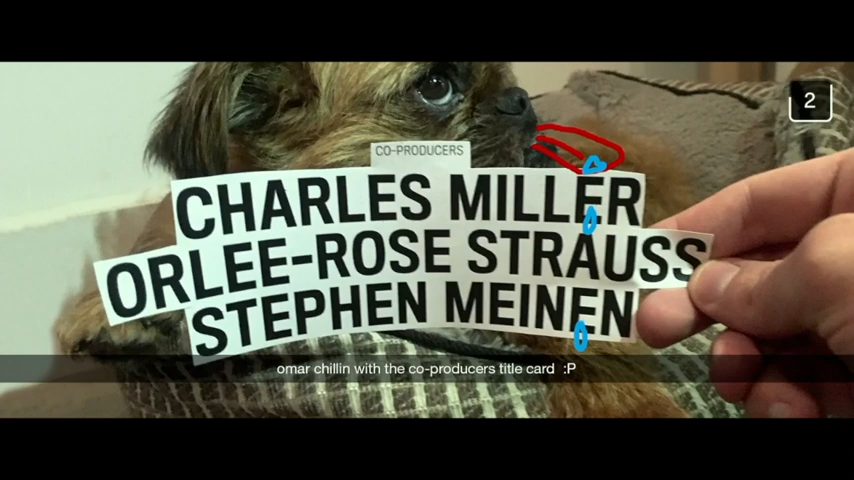 2
CO-PRODUCERS
CHARLES MILLER
ORLEE-ROSE STRAUSS
STEPHEN MEINEN
omar chillin with the co-producers title card :P